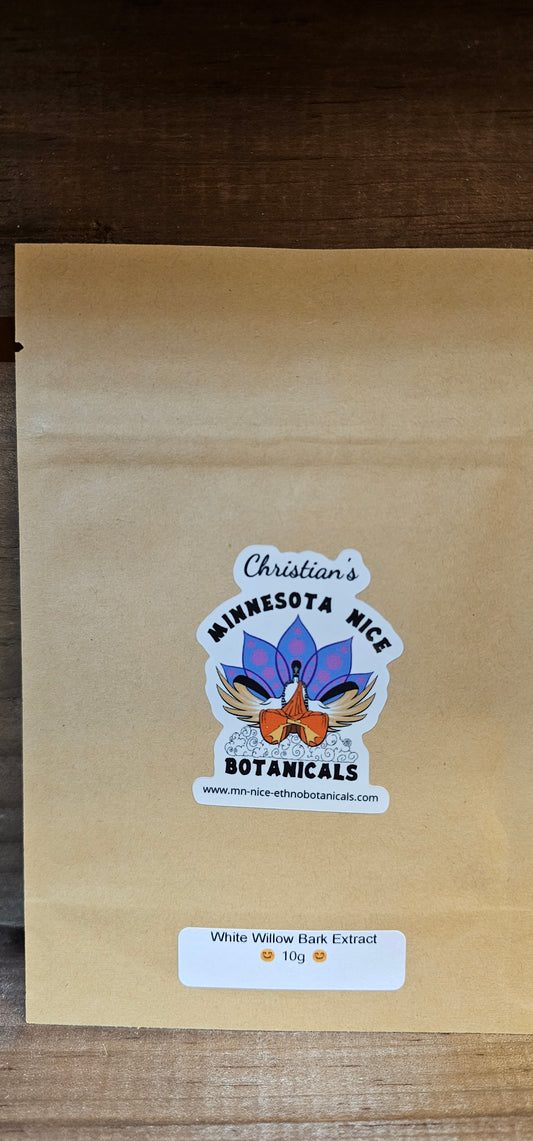 Christian's
MINNESOTA NICE
BOTANICALS
www.mn-nice-ethnobotanicals.com
White Willow Bark Extract
😊 10g 😊